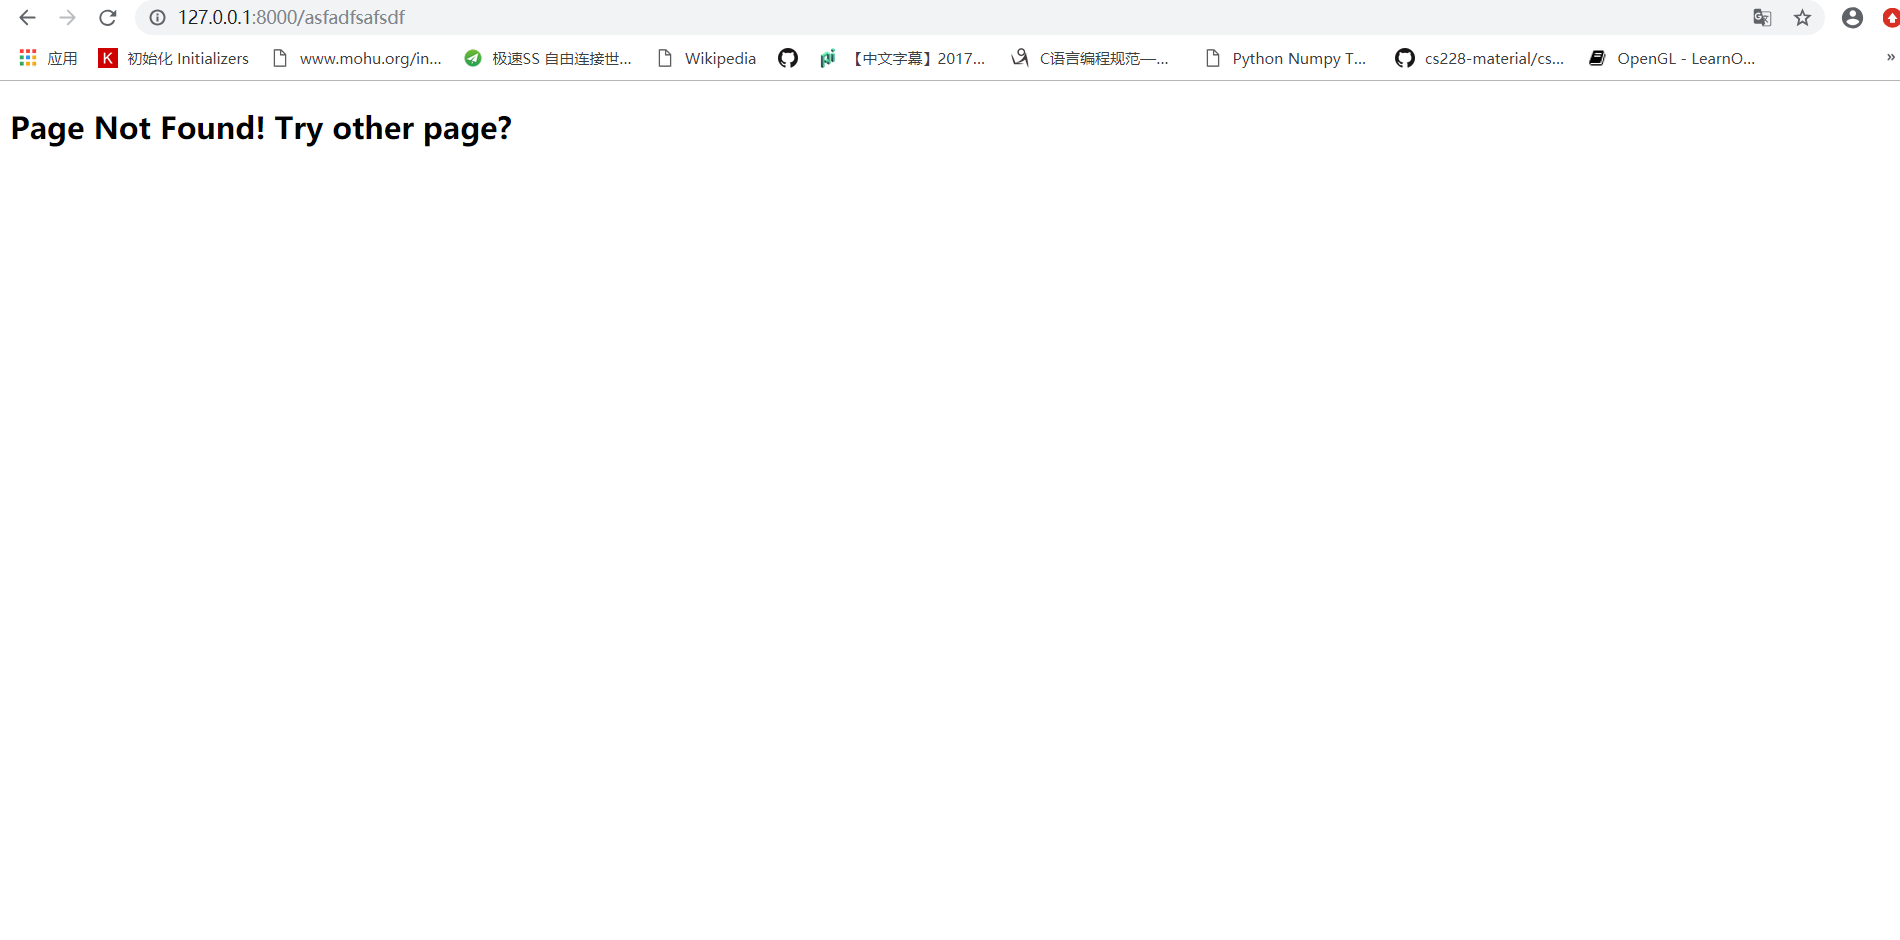 127.0.0.1:8000/asfadfsafsdf
应用 K 初始化 Initializers www.mohu.org/in... 极速SS 自由连接世... Wikipedia 【中文字幕】2017... C语言编程规范—... Python Numpy T... cs228-material/cs... OpenGL - LearnO... »
Page Not Found! Try other page?